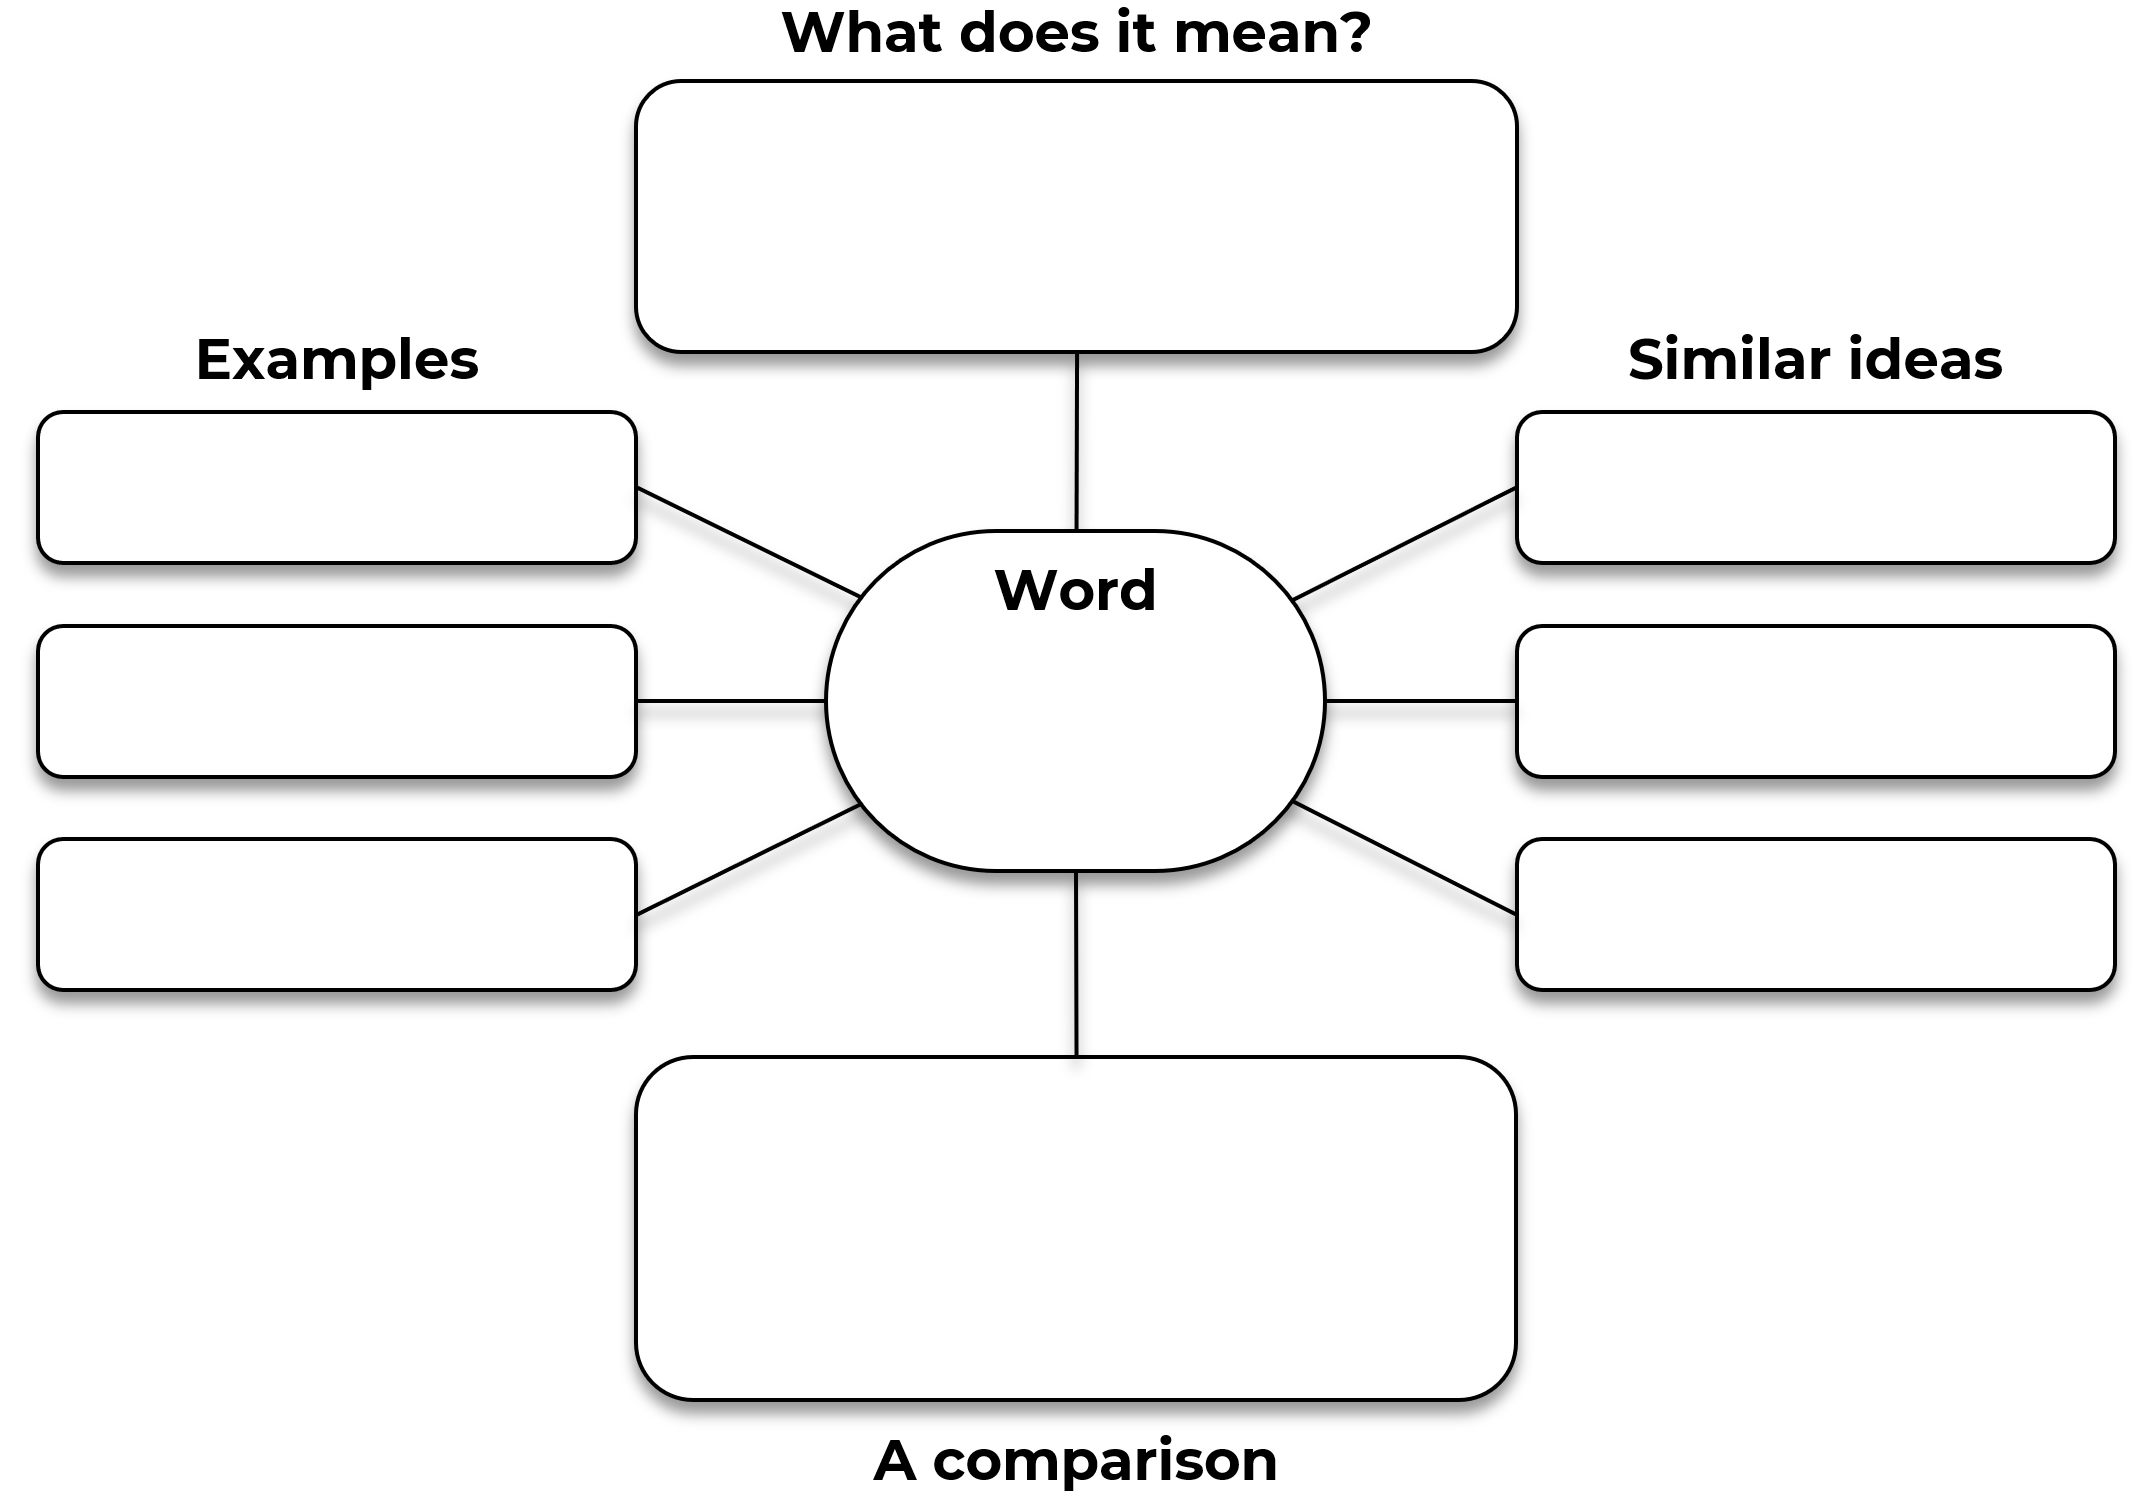 What does it mean?
Examples
Similar ideas
Word
A comparison